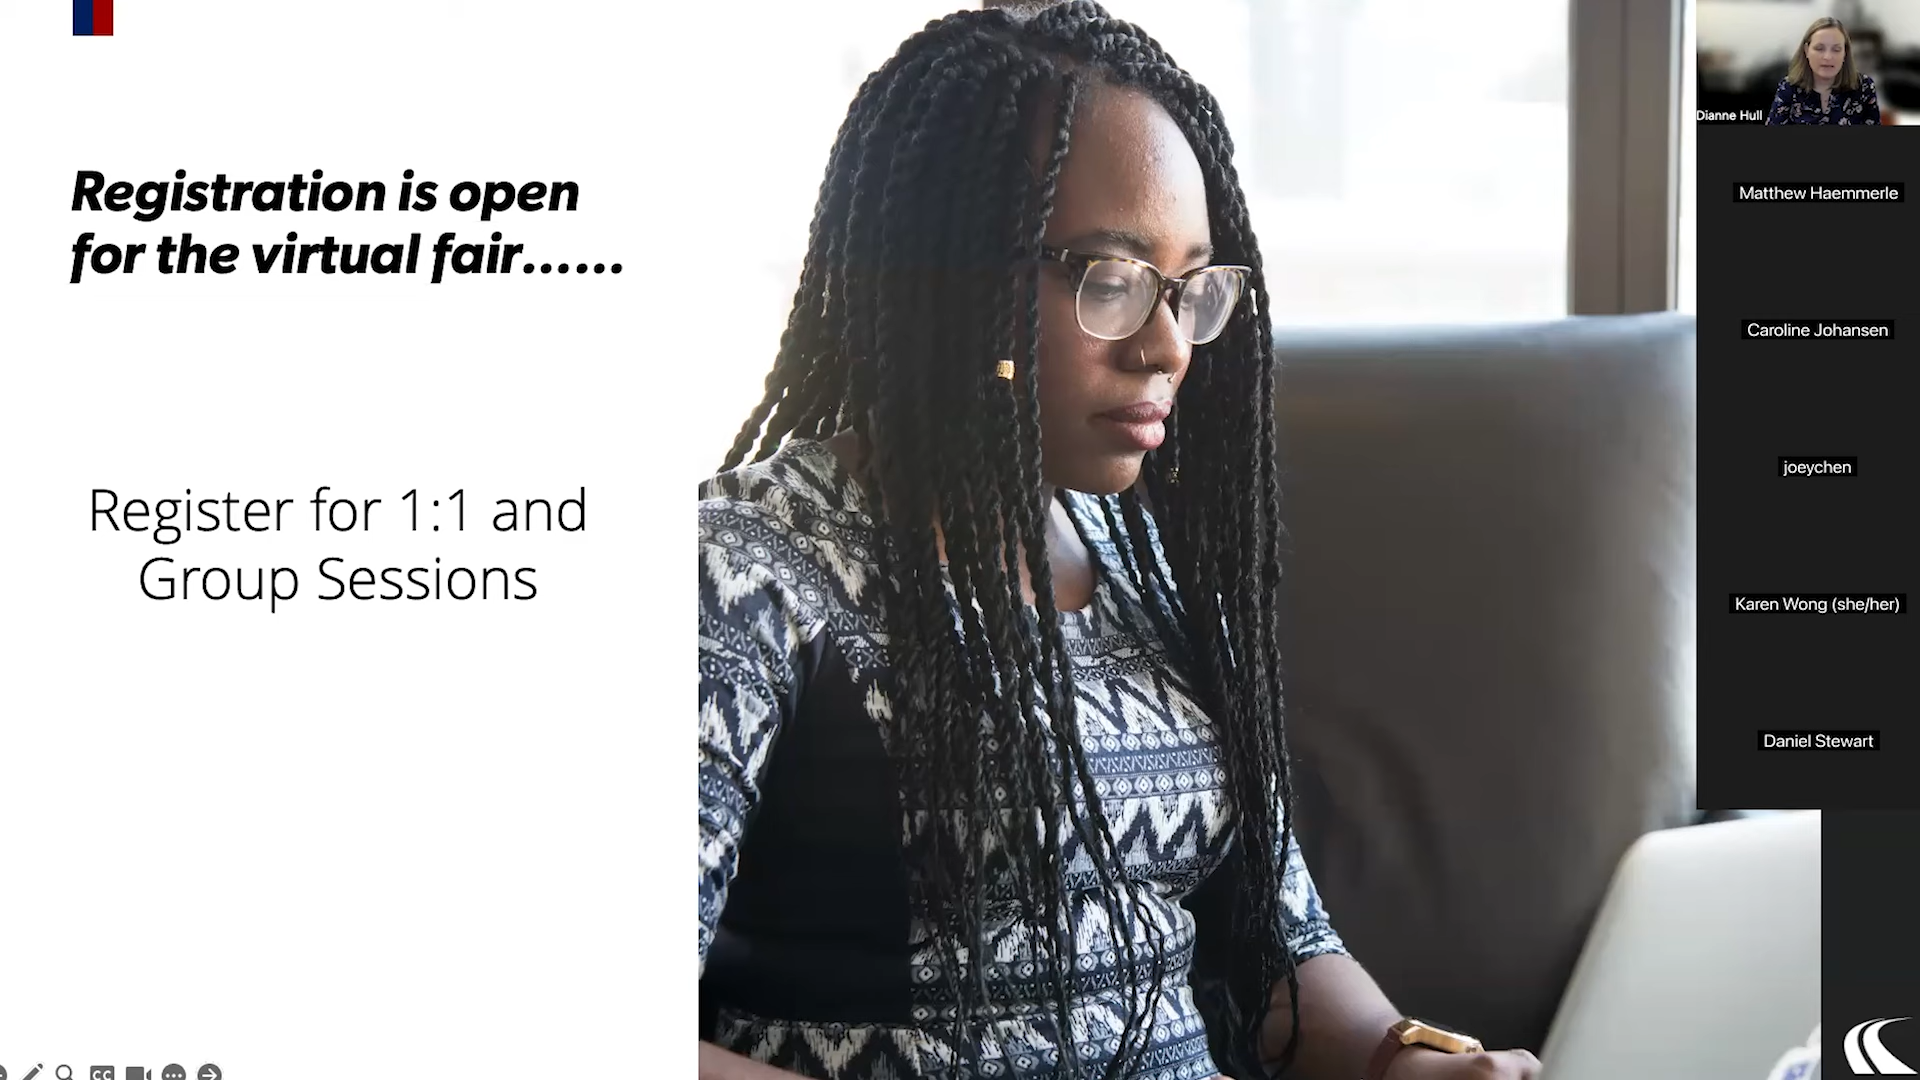 Registration is open
for the virtual fair......
Register for 1:1 and
Group Sessions
Dianne Hull
Matthew Haemmerle
Caroline Johansen
joeychen
Karen Wong (she/her)
Daniel Stewart
CC